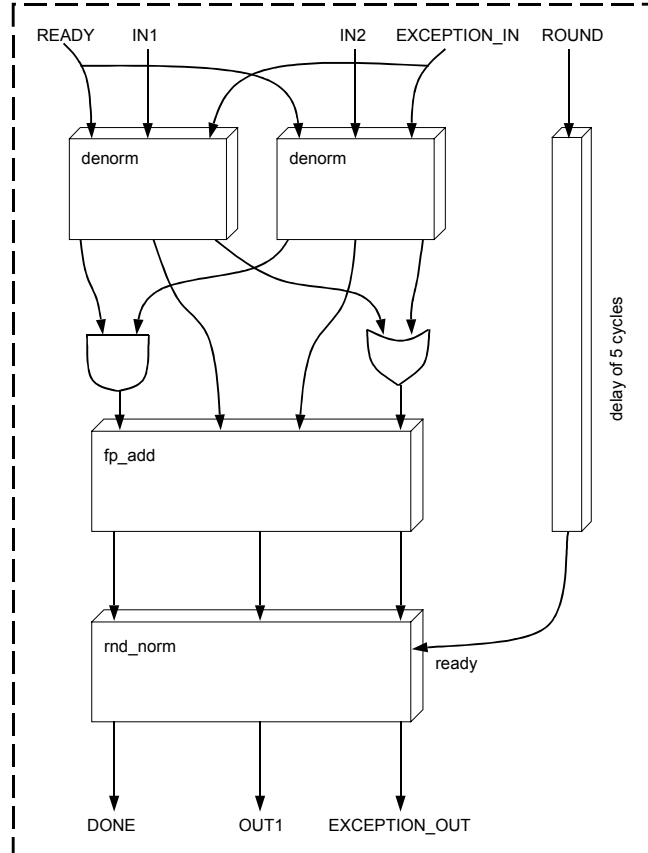 READY IN1 IN2 EXCEPTION_IN ROUND
denorm denorm
delay of 5 cycles
fp_add
rnd_norm
ready
DONE OUT1 EXCEPTION_OUT